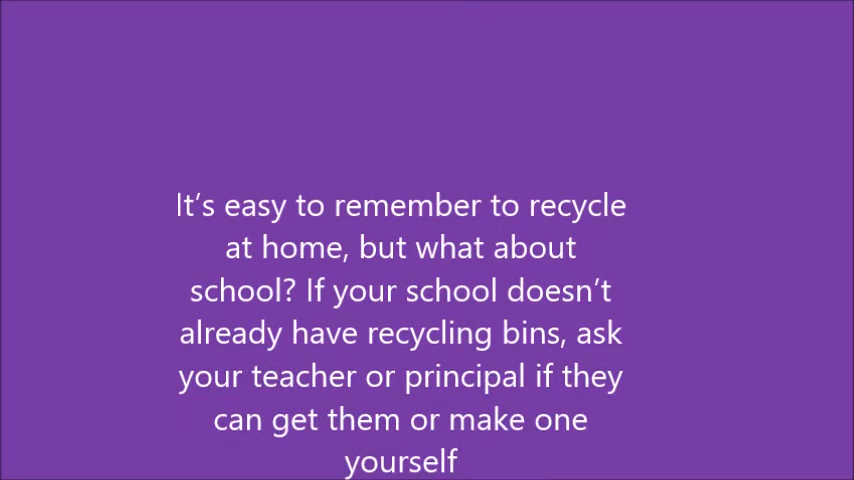 It’s easy to remember to recycle
at home, but what about
school? If your school doesn’t
already have recycling bins, ask
your teacher or principal if they
can get them or make one
yourself